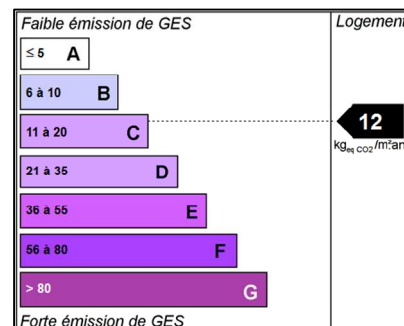 Faible émission de GES
Logement
≤ 5 A
6 à 10 B
11 à 20 C
12
kgeq CO2/m².an
21 à 35 D
36 à 55 E
56 à 80 F
> 80 G
Forte émission de GES